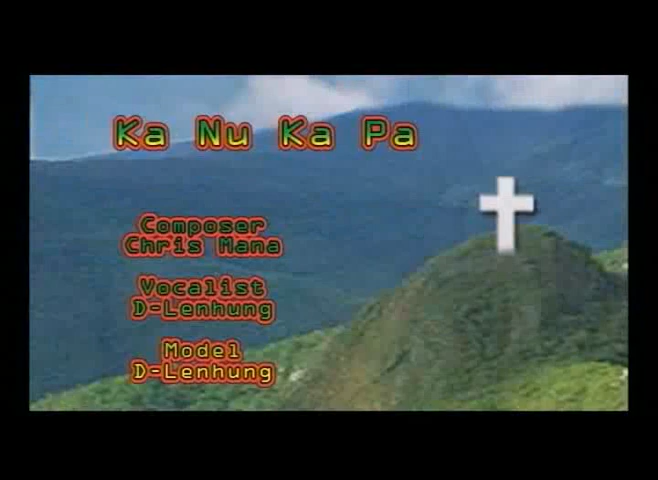 Ka Nu Ka Pa
Composer
Chris Mana
Vocalist
D-Lenhung
Model
D-Lenhung